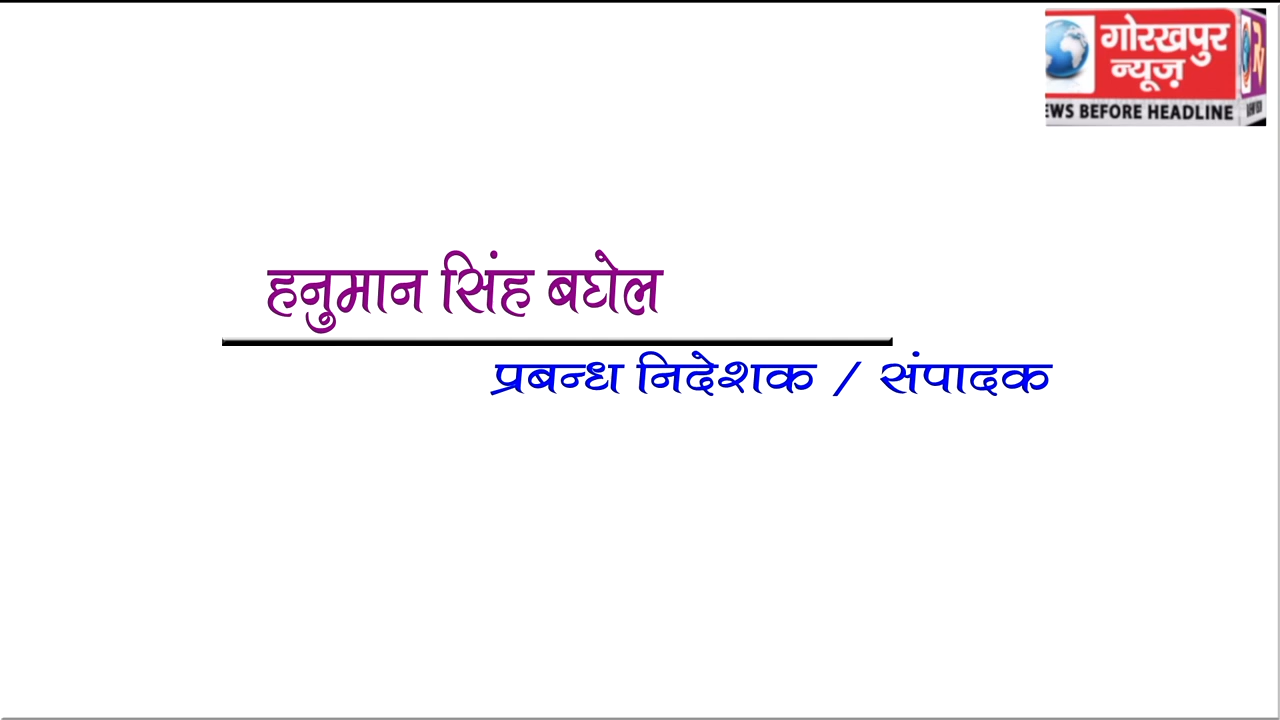 गोरखपुर
न्यूज़
EWS BEFORE HEADLINE
हनुमान सिंह बघेल
प्रबन्ध निदेशक / संपादक